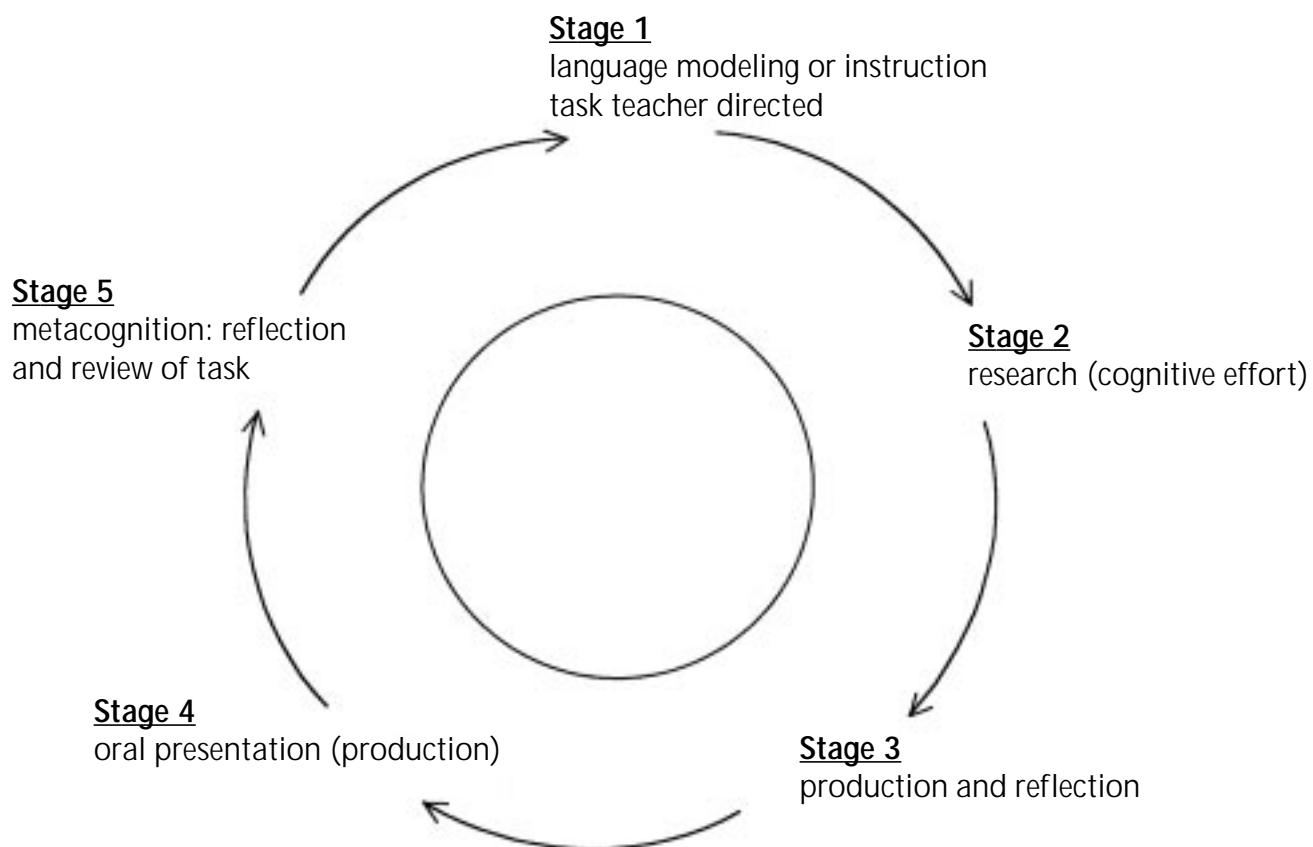 Stage 1
language modeling or instruction
task teacher directed
Stage 2
research (cognitive effort)
Stage 3
production and reflection
Stage 4
oral presentation (production)
Stage 5
metacognition: reflection
and review of task